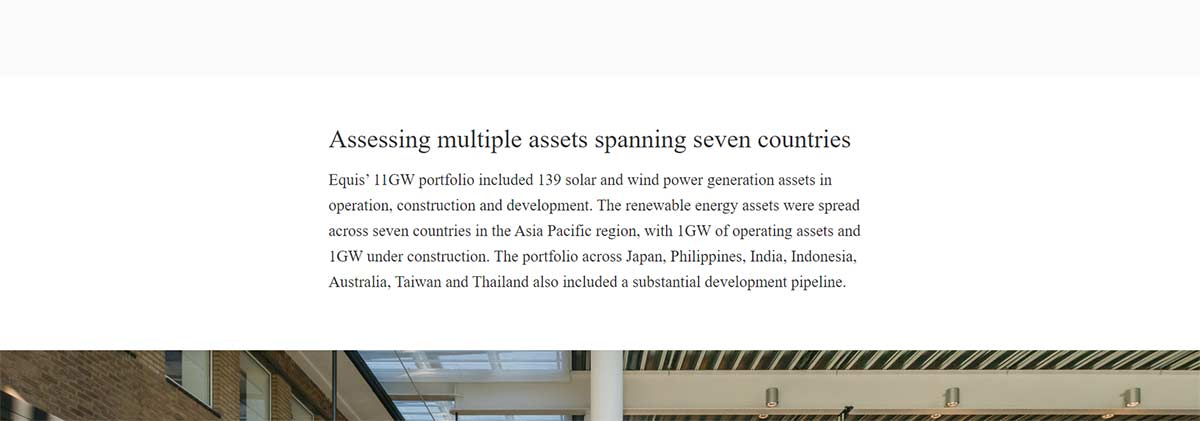 Assessing multiple assets spanning seven countries
Equis’ 11GW portfolio included 139 solar and wind power generation assets in
operation, construction and development. The renewable energy assets were spread
across seven countries in the Asia Pacific region, with 1GW of operating assets and
1GW under construction. The portfolio across Japan, Philippines, India, Indonesia,
Australia, Taiwan and Thailand also included a substantial development pipeline.